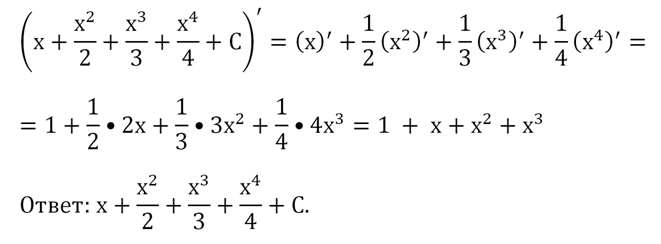 (x + x²/2 + x³/3 + x⁴/4 + C)′ = (x)′ + 1/2 (x²)′ + 1/3 (x³)′ + 1/4 (x⁴)′ =
= 1 + 1/2 • 2x + 1/3 • 3x² + 1/4 • 4x³ = 1 + x + x² + x³
Ответ: x + x²/2 + x³/3 + x⁴/4 + C.